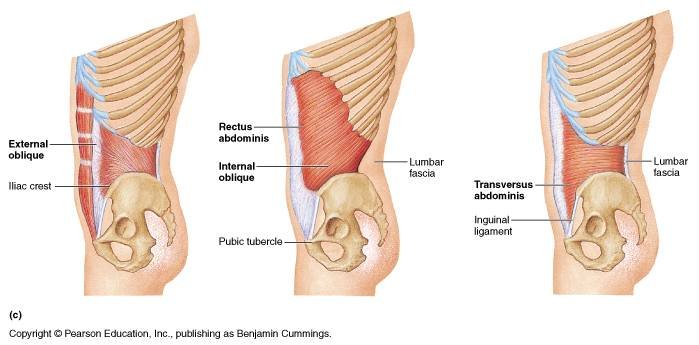 External
oblique
Iliac crest
Rectus
abdominis
Internal
oblique
Lumbar
fascia
Pubic tubercle
Transversus
abdominis
Lumbar
fascia
Inguinal
ligament
(c)
Copyright © Pearson Education, Inc., publishing as Benjamin Cummings.